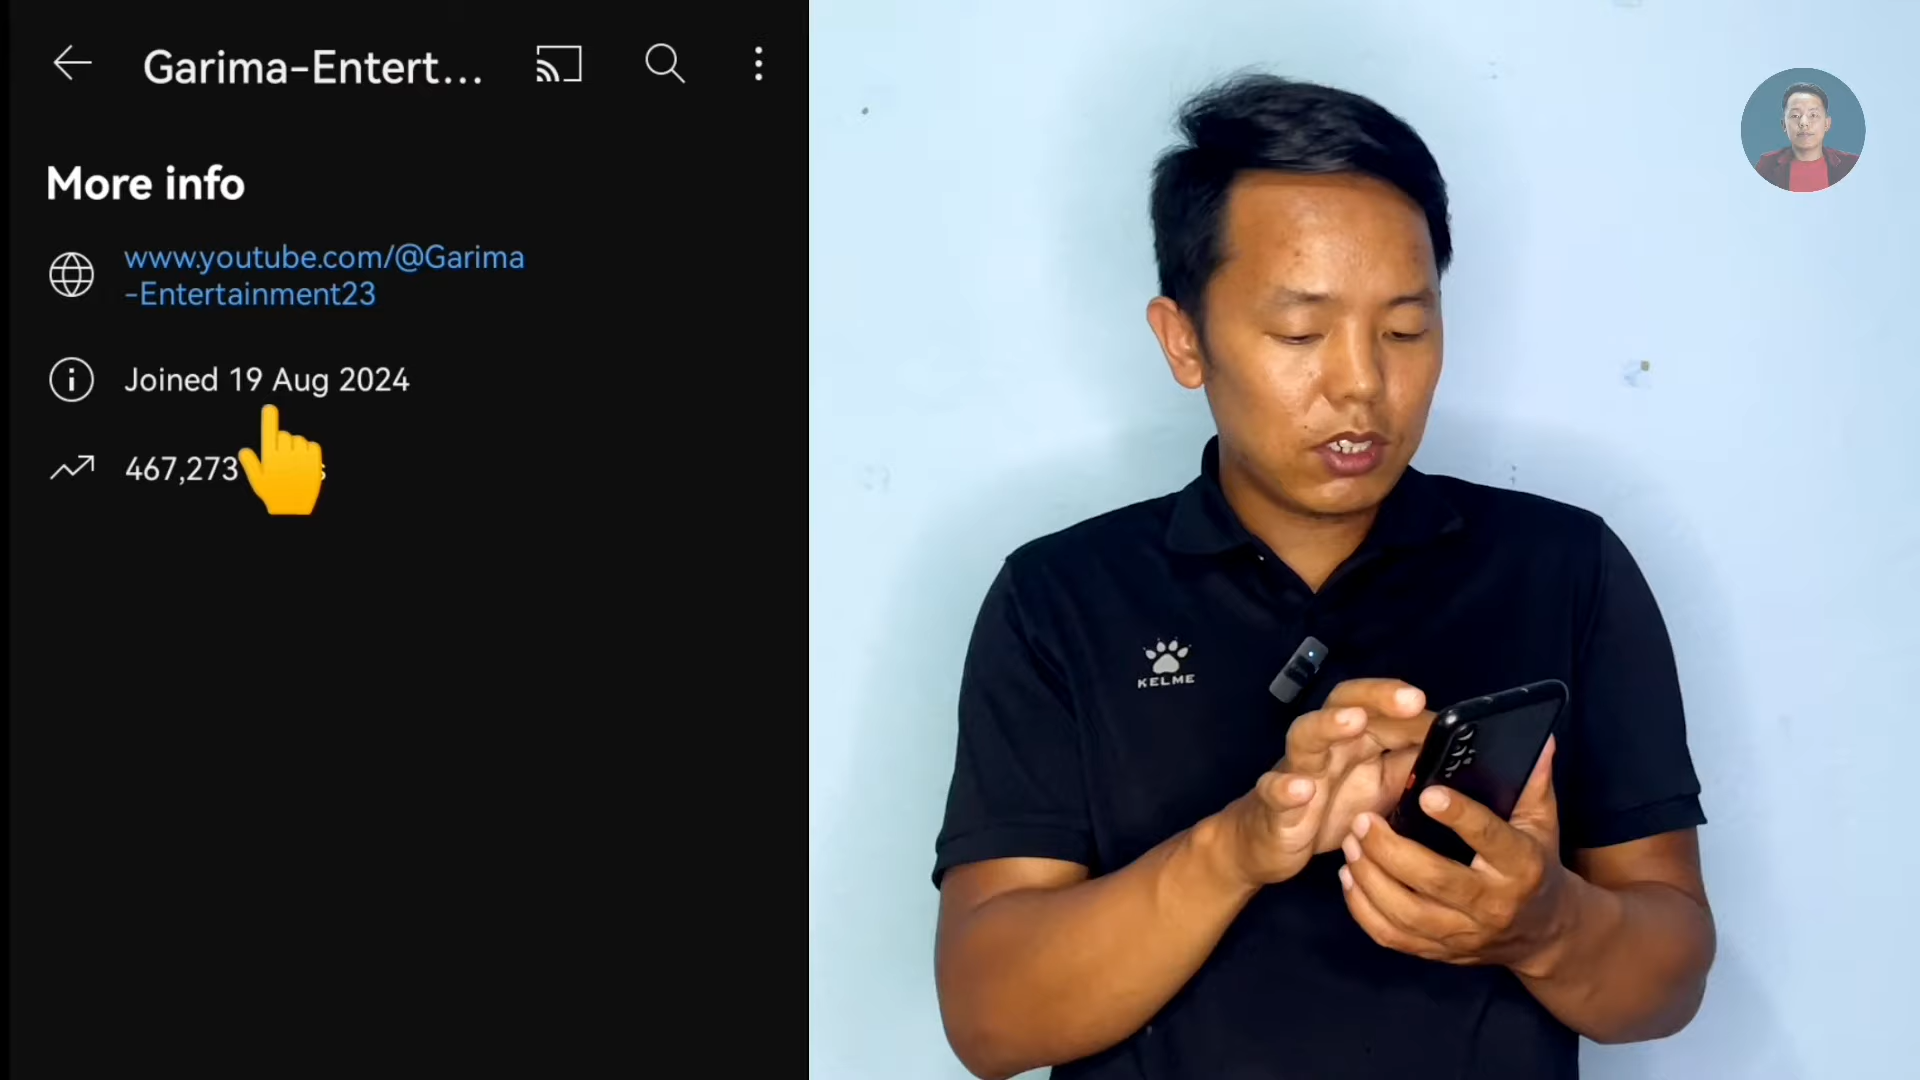 Garima-Entert...
More info
www.youtube.com/@Garima
-Entertainment23
Joined 19 Aug 2024
467,273
KELME